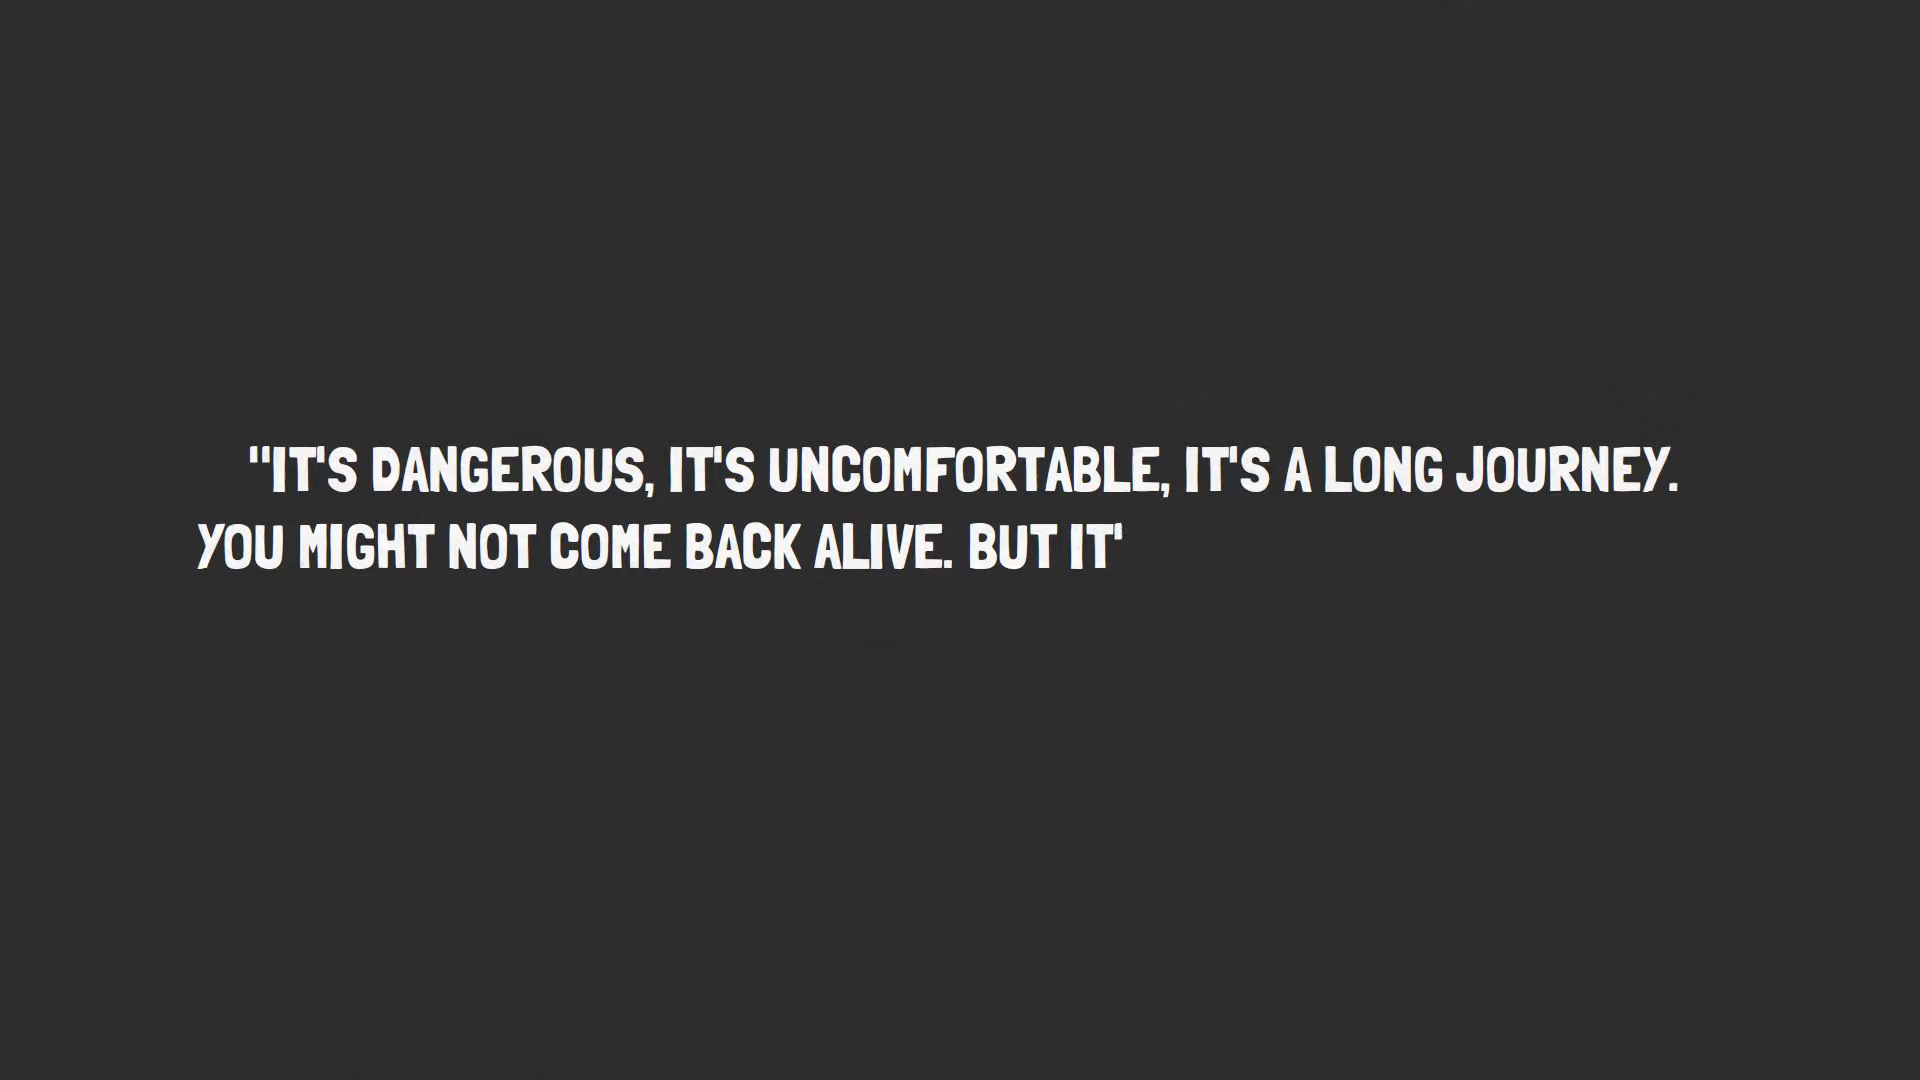 "IT'S DANGEROUS, IT'S UNCOMFORTABLE, IT'S A LONG JOURNEY.
YOU MIGHT NOT COME BACK ALIVE. BUT IT'